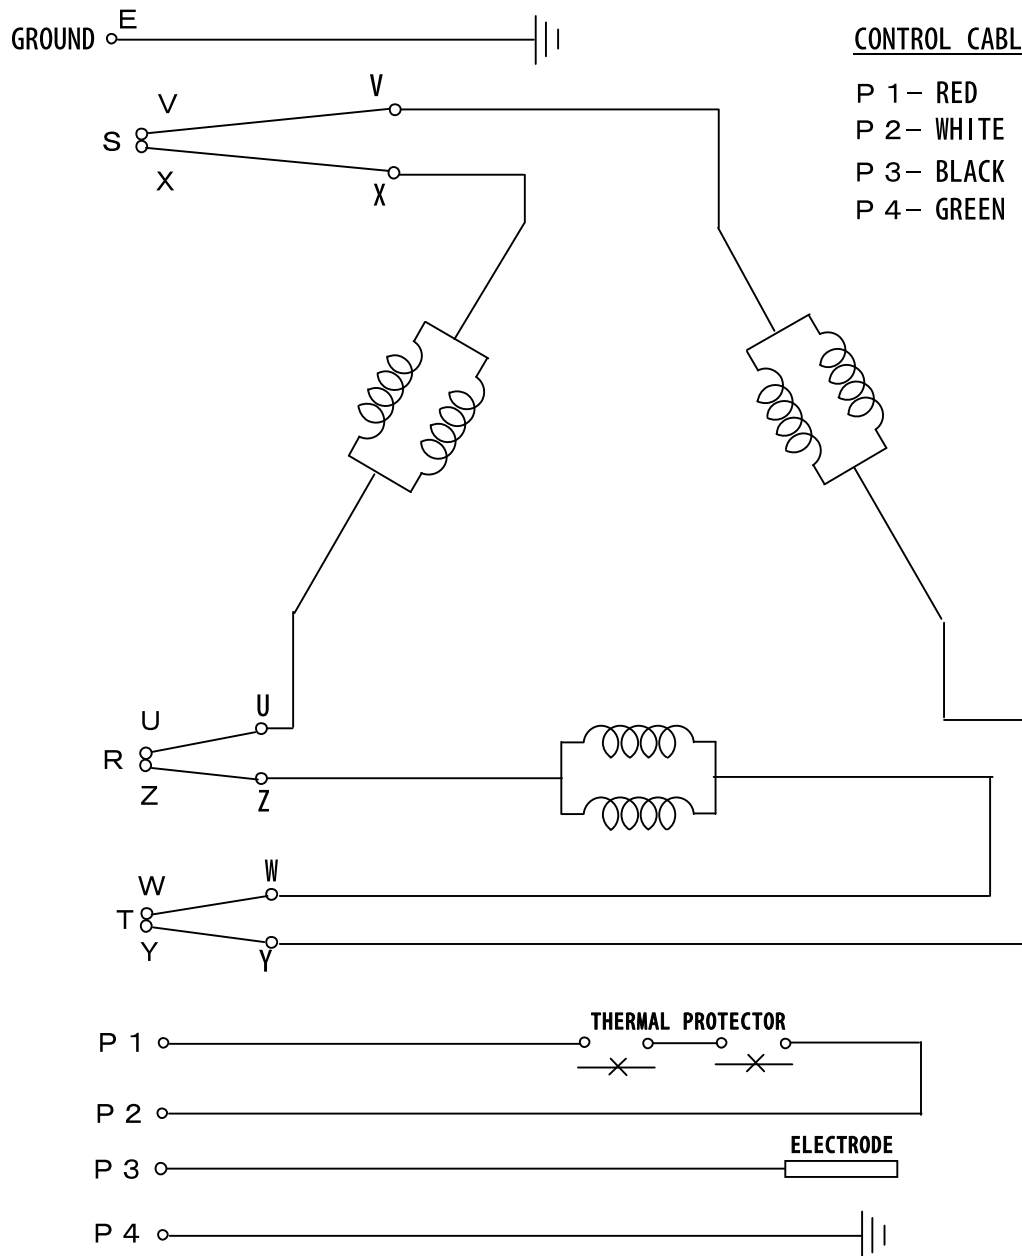 E
GROUND
CONTROL CABL
P 1 - RED
P 2 - WHITE
P 3 - BLACK
P 4 - GREEN
V
V
S
X
X
U
U
R
Z
Z
W
W
T
Y
Y
THERMAL PROTECTOR
P 1
P 2
ELECTRODE
P 3
P 4